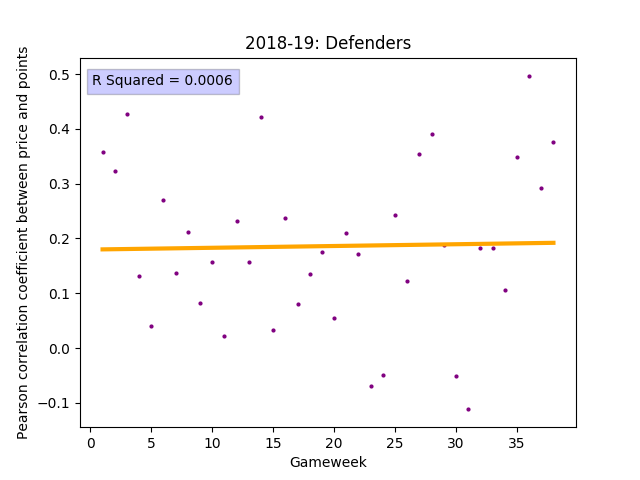 2018-19: Defenders
R Squared = 0.0006
Pearson correlation coefficient between price and points
0.5
0.4
0.3
0.2
0.1
0.0
−0.1
0 5 10 15 20 25 30 35
Gameweek